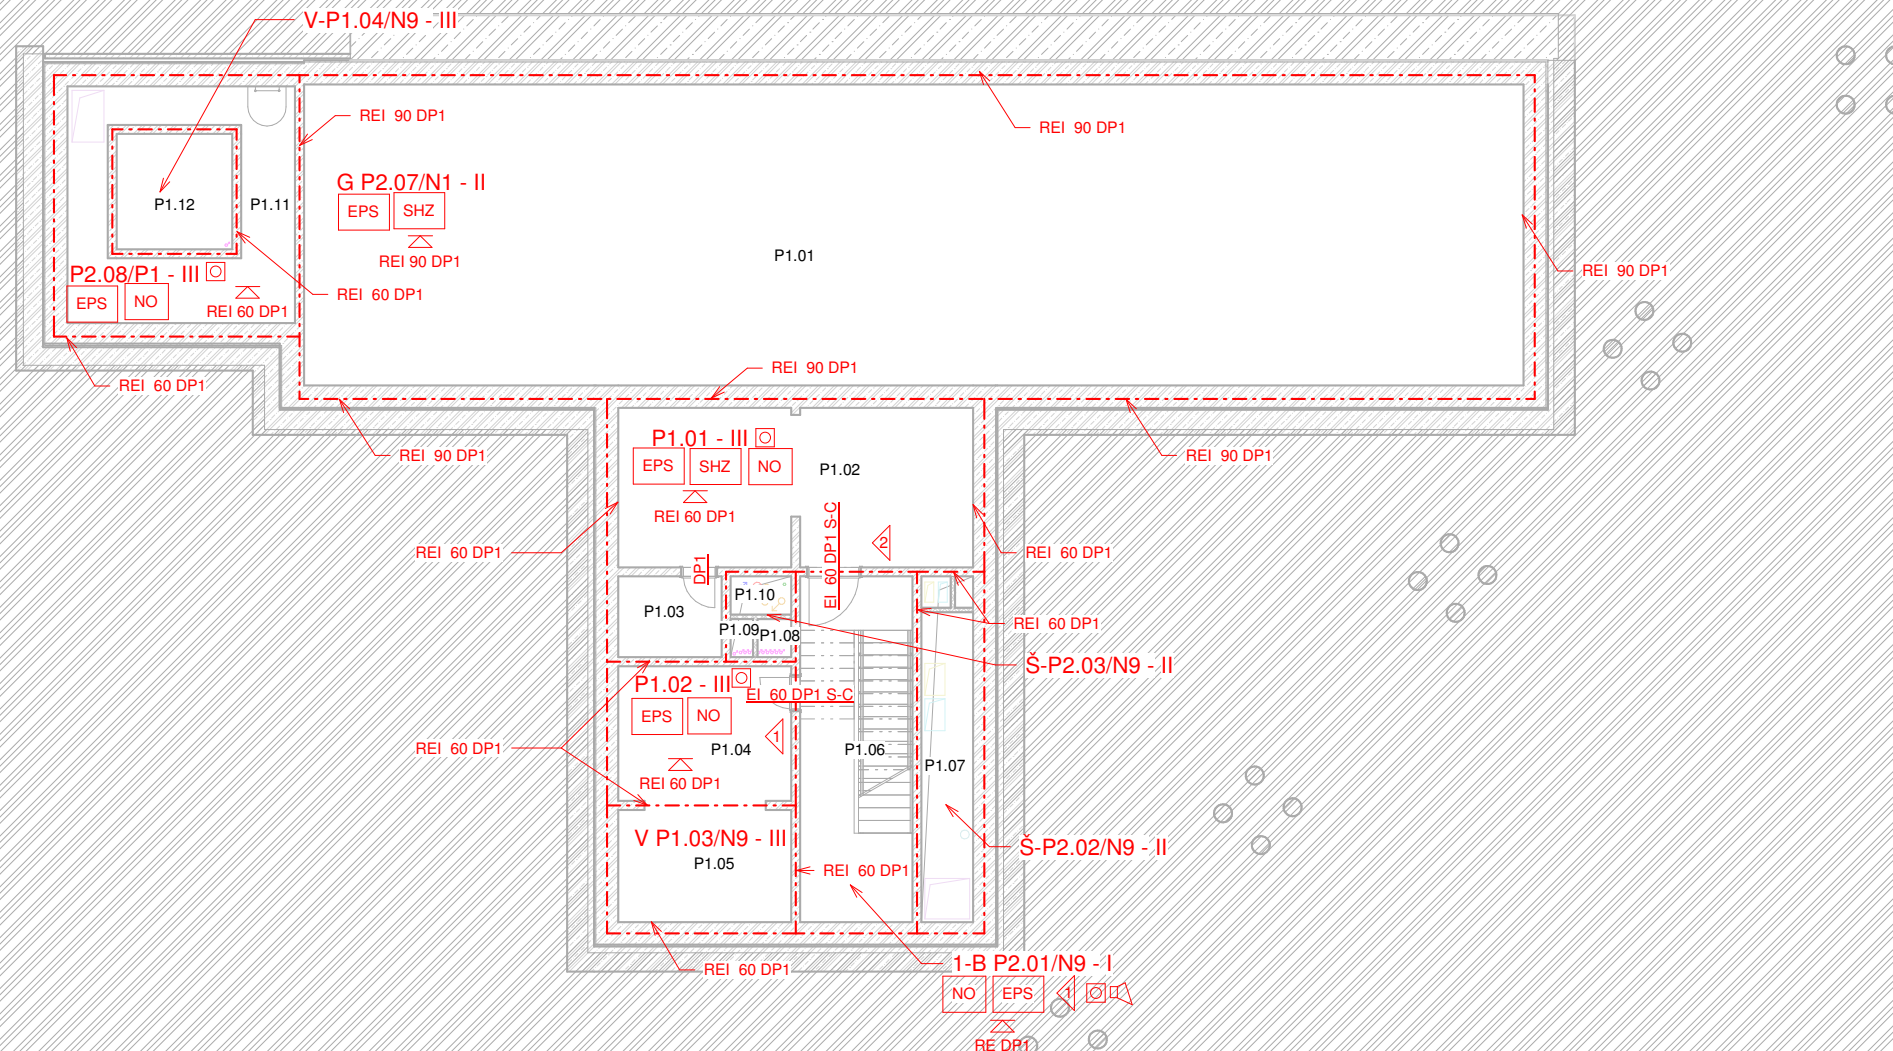 V-P1.04/N9 - III
REI 90 DP1
REI 90 DP1
G P2.07/N1 - II
EPS
SHZ
REI 90 DP1
P1.12
P1.11
P1.01
P2.08/P1 - III
EPS
NO
REI 60 DP1
REI 60 DP1
REI 90 DP1
REI 60 DP1
REI 90 DP1
REI 90 DP1
REI 90 DP1
P1.01 - III
EPS
SHZ
NO
P1.02
REI 60 DP1
EI 60 DP1 S-C
2
REI 60 DP1
REI 60 DP1
DP1
P1.03
P1.10
P1.09
P1.08
REI 60 DP1
Š-P2.03/N9 - II
P1.02 - III
EI 60 DP1 S-C
EPS
NO
1
REI 60 DP1
P1.04
P1.06
P1.07
REI 60 DP1
V P1.03/N9 - III
P1.05
Š-P2.02/N9 - II
REI 60 DP1
REI 60 DP1
1-B P2.01/N9 - I
NO
EPS
1
RE DP1